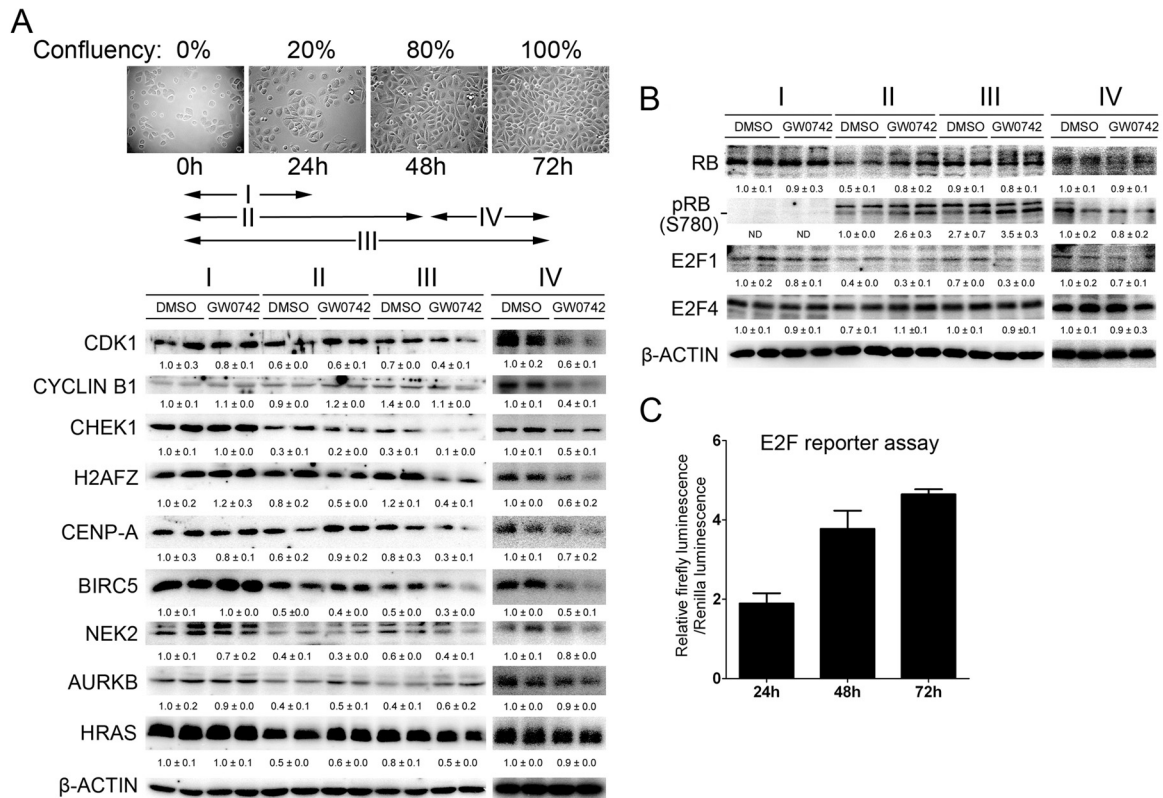 A
Confluency: 0% 20% 80% 100%
0h 24h 48h 72h
I
II IV
III
I II III IV
DMSO GW0742 DMSO GW0742 DMSO GW0742 DMSO GW0742
CDK1
1.0 ± 0.3 0.8 ± 0.1 0.6 ± 0.0 0.6 ± 0.1 0.7 ± 0.0 0.4 ± 0.1 1.0 ± 0.2 0.6 ± 0.1
CYCLIN B1
1.0 ± 0.1 1.1 ± 0.0 0.9 ± 0.0 1.2 ± 0.0 1.4 ± 0.0 1.1 ± 0.0 1.0 ± 0.1 0.4 ± 0.1
CHEK1
1.0 ± 0.1 1.0 ± 0.0 0.3 ± 0.1 0.2 ± 0.0 0.3 ± 0.1 0.1 ± 0.0 1.0 ± 0.1 0.5 ± 0.1
H2AFZ
1.0 ± 0.2 1.2 ± 0.3 0.8 ± 0.2 0.5 ± 0.0 1.2 ± 0.1 0.4 ± 0.1 1.0 ± 0.0 0.6 ± 0.2
CENP-A
1.0 ± 0.3 0.8 ± 0.1 0.6 ± 0.2 0.9 ± 0.2 0.8 ± 0.3 0.3 ± 0.1 1.0 ± 0.1 0.7 ± 0.2
BIRC5
1.0 ± 0.1 1.0 ± 0.0 0.5 ±0.0 0.4 ± 0.0 0.5 ± 0.0 0.3 ± 0.0 1.0 ± 0.0 0.5 ± 0.1
NEK2
1.0 ± 0.1 0.7 ± 0.2 0.4 ± 0.1 0.3 ± 0.0 0.6 ± 0.0 0.4 ± 0.1 1.0 ± 0.1 0.8 ± 0.0
AURKB
1.0 ± 0.2 0.9 ± 0.0 0.4 ± 0.1 0.5 ± 0.1 0.4 ± 0.1 0.6 ± 0.2 1.0 ± 0.0 0.9 ± 0.0
HRAS
1.0 ± 0.1 1.0 ± 0.1 0.5 ± 0.0 0.6 ± 0.0 0.8 ± 0.1 0.5 ± 0.0 1.0 ± 0.0 0.9 ± 0.0
β-ACTIN
B
I II III IV
DMSO GW0742 DMSO GW0742 DMSO GW0742 DMSO GW0742
RB
1.0 ± 0.1 0.9 ± 0.3 0.5 ± 0.1 0.8 ± 0.2 0.9 ± 0.1 0.8 ± 0.1 1.0 ± 0.1 0.9 ± 0.1
pRB
(S780)
ND ND 1.0 ± 0.0 2.6 ± 0.3 2.7 ± 0.7 3.5 ± 0.3 1.0 ± 0.2 0.8 ± 0.2
E2F1
1.0 ± 0.2 0.8 ± 0.1 0.4 ± 0.0 0.3 ± 0.1 0.7 ± 0.0 0.3 ± 0.0 1.0 ± 0.2 0.7 ± 0.1
E2F4
1.0 ± 0.1 0.9 ± 0.1 0.7 ± 0.1 1.1 ±0.1 1.0 ± 0.1 0.9 ±0.1 1.0 ± 0.1 0.9 ± 0.3
β-ACTIN
C
E2F reporter assay
Relative firefly luminescence
/Renilla luminescence
6
4
2
0
24h 48h 72h